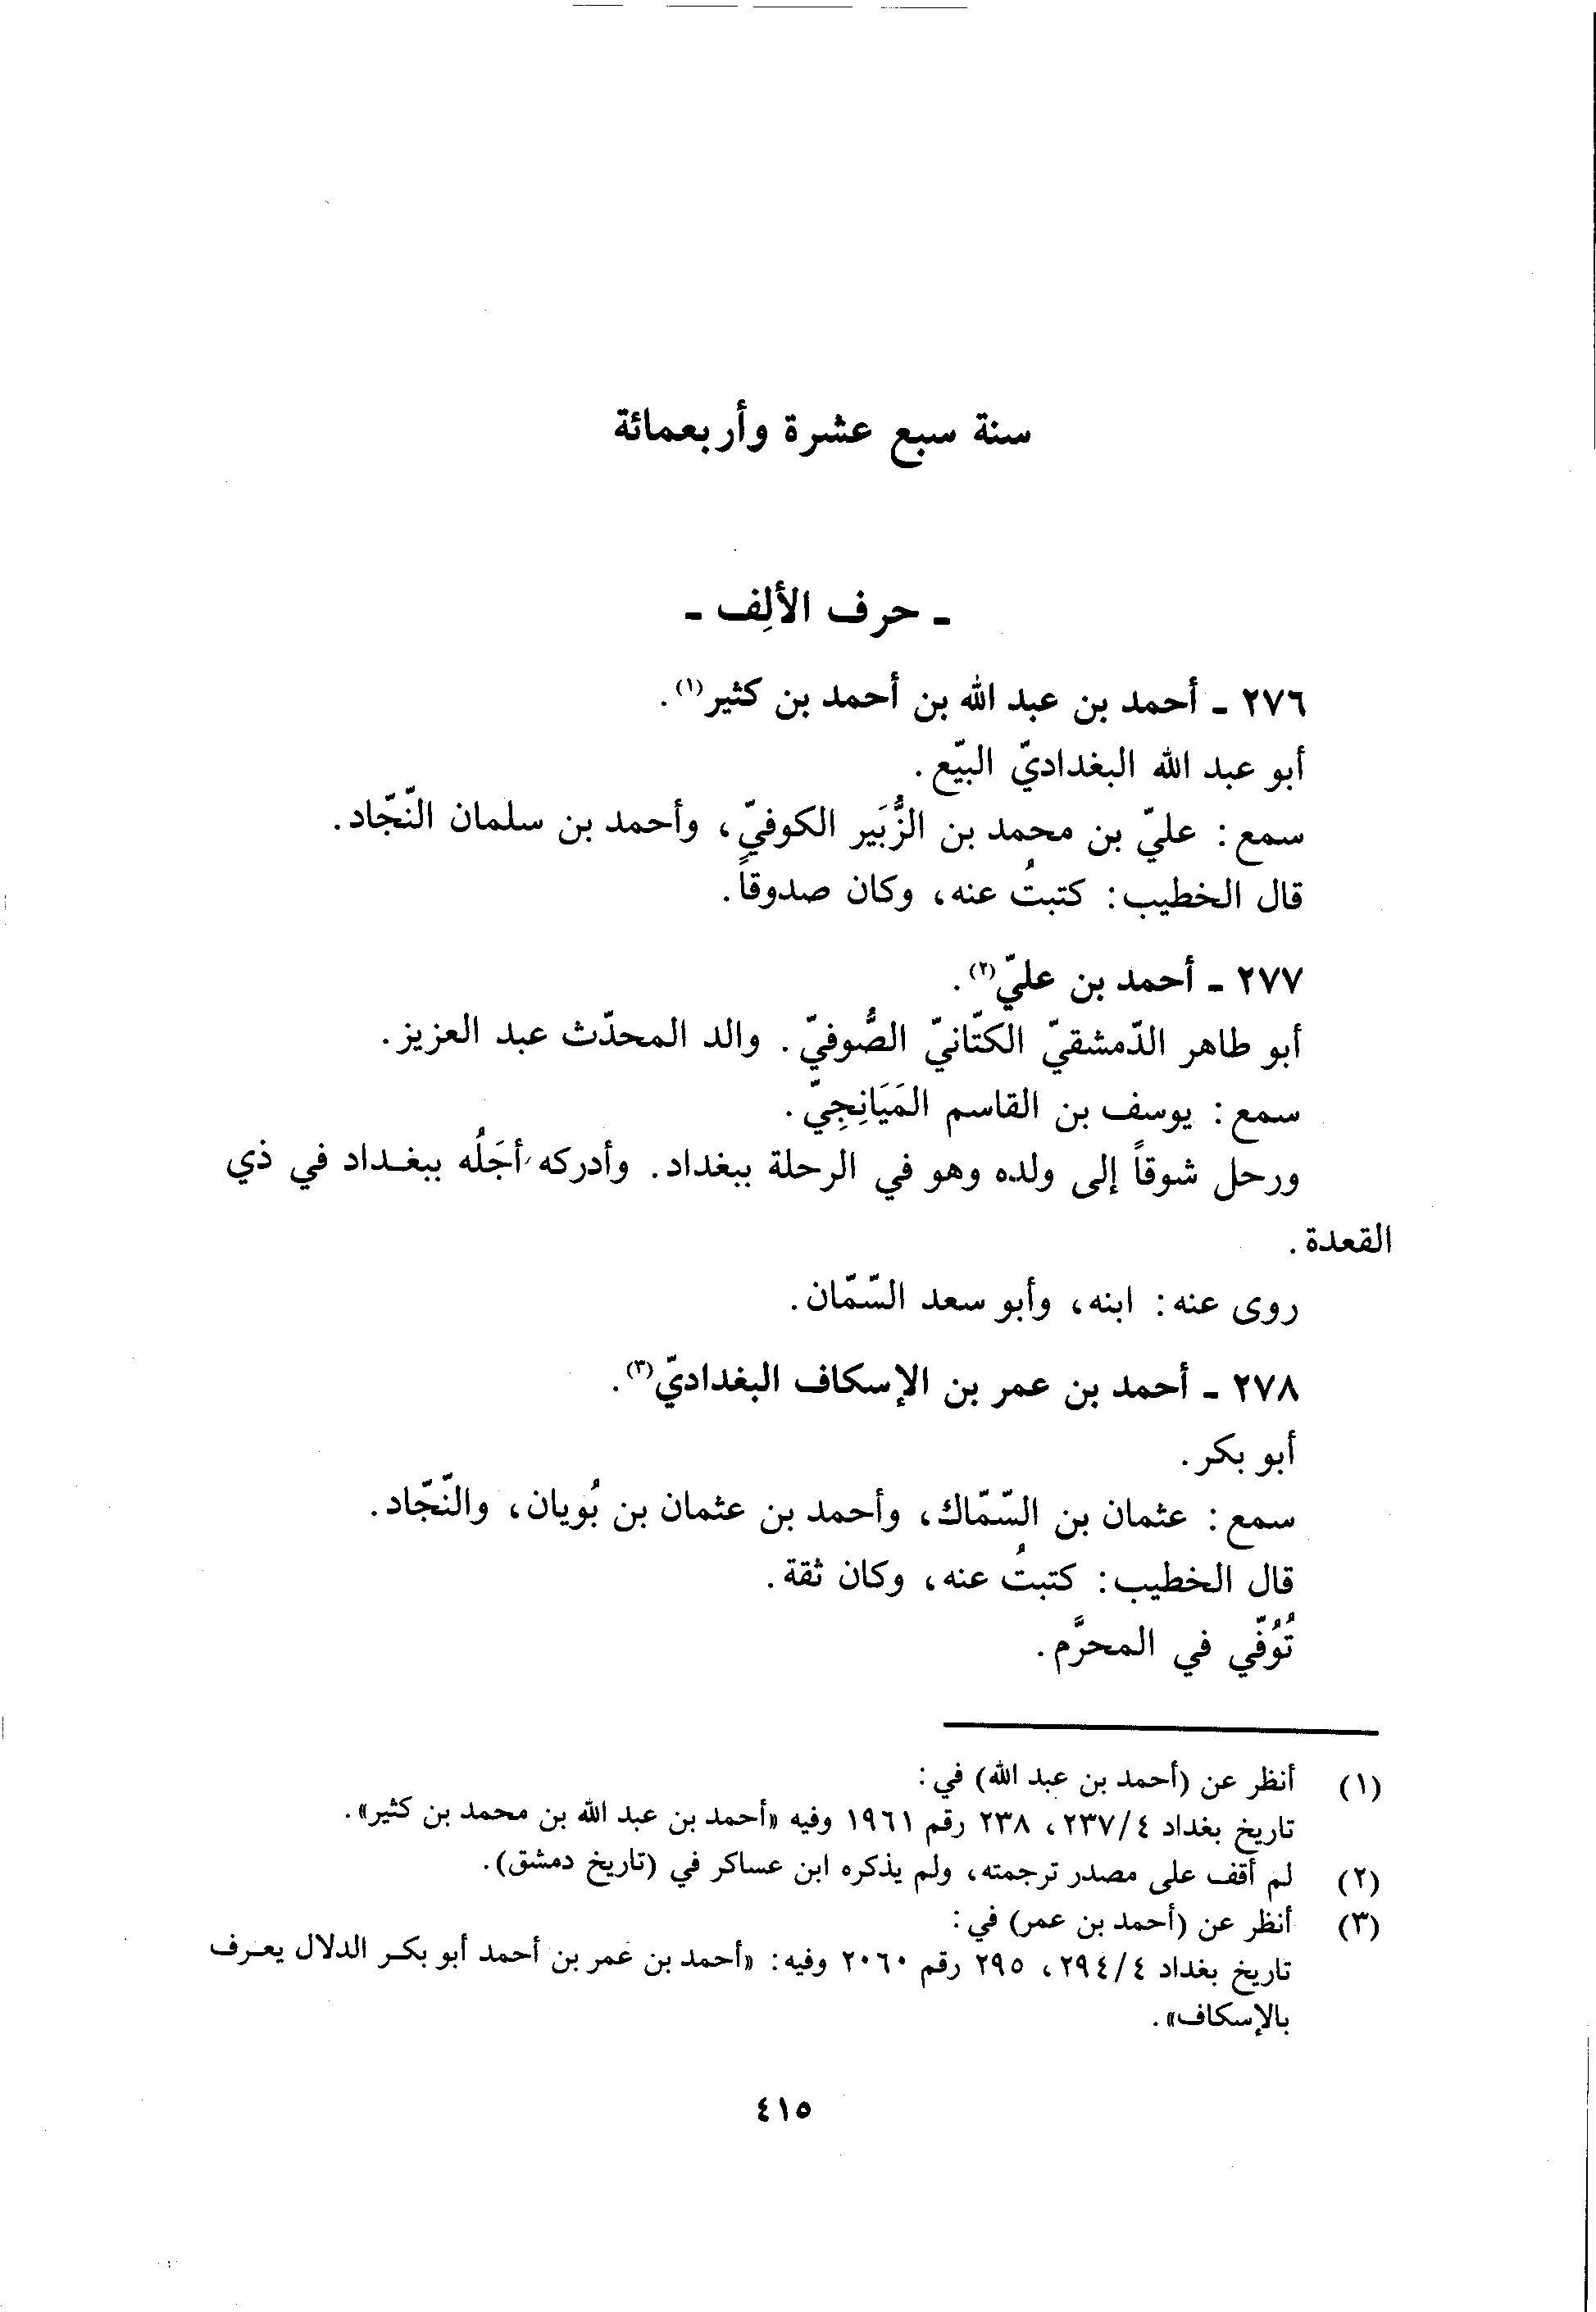 سنة سبع عشرة وأربعمائة
ـ حرف الألِف ـ
٢٧٦ ـ أحمد بن عبد الله بن أحمد بن كثير(١).
أبو عبد الله البغداديّ البيّع.
سمع: عليّ بن محمد بن الزُّبَير الكوفيّ، وأحمد بن سلمان النّجّاد.
قال الخطيب: كتبتُ عنه، وكان صدوقاً.
٢٧٧ ـ أحمد بن عليّ(٢).
أبو طاهر الدّمشقيّ الكتّانيّ الصُّوفيّ. والد المحدّث عبد العزيز.
سمع: يوسف بن القاسم المَيَانِجِيّ.
ورحل شوقاً إلى ولده وهو في الرحلة ببغداد. وأدركه أجَلُه ببغداد في ذي
القعدة.
روى عنه: ابنه، وأبو سعد السّمّان.
٢٧٨ ـ أحمد بن عمر بن الإسكاف البغداديّ(٣).
أبو بكر.
سمع: عثمان بن السّمّاك، وأحمد بن عثمان بن بُويان، والنّجّاد.
قال الخطيب: كتبتُ عنه، وكان ثقة.
تُوُفّي في المحرَّم.
(١) أنظر عن (أحمد بن عبد الله) في:
تاريخ بغداد ٤/٢٣٧، ٢٣٨ رقم ١٩٦١ وفيه «أحمد بن عبد الله بن محمد بن كثير».
(٢) لم أقف على مصدر ترجمته، ولم يذكره ابن عساكر في (تاريخ دمشق).
(٣) أنظر عن (أحمد بن عمر) في:
تاريخ بغداد ٤/٢٩٤، ٢٩٥ رقم ٢٠٦٠ وفيه: «أحمد بن عمر بن أحمد أبو بكر الدلال يعرف
بالإسكاف».
٤١٥